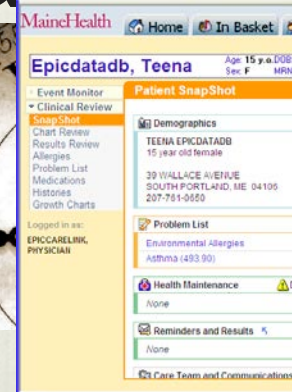 MaineHealth
Home
In Basket
Epicdatadb, Teena
Age: 15 y.o. DOB
Sex: F MRN
Event Monitor
Clinical Review
SnapShot
Chart Review
Results Review
Allergies
Problem List
Medications
Histories
Growth Charts
Logged in as:
EPICCARELINK,
PHYSICIAN
Patient SnapShot
Demographics
TEENA EPICDATADB
15 year old female
39 WALLACE AVENUE
SOUTH PORTLAND, ME 04106
207-761-0650
Problem List
Environmental Allergies
Asthma (493.90)
Health Maintenance
None
Reminders and Results
None
Care Team and Communications